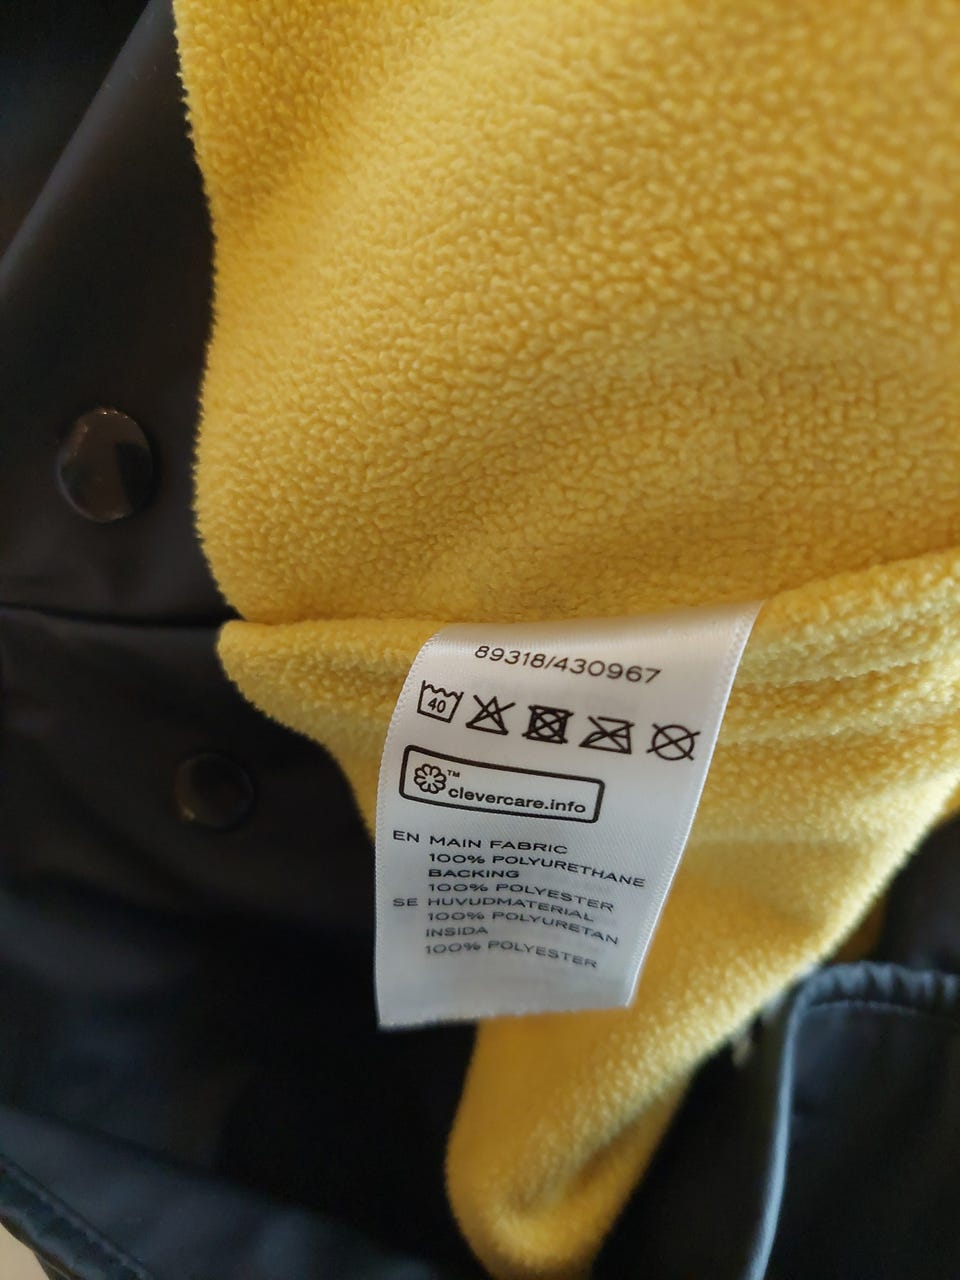 89318/430967
40
™
clevercare.info
EN MAIN FABRIC
100% POLYURETHANE
BACKING
100% POLYESTER
SE HUVUDMATERIAL
100% POLYURETAN
INSIDA
100% POLYESTER